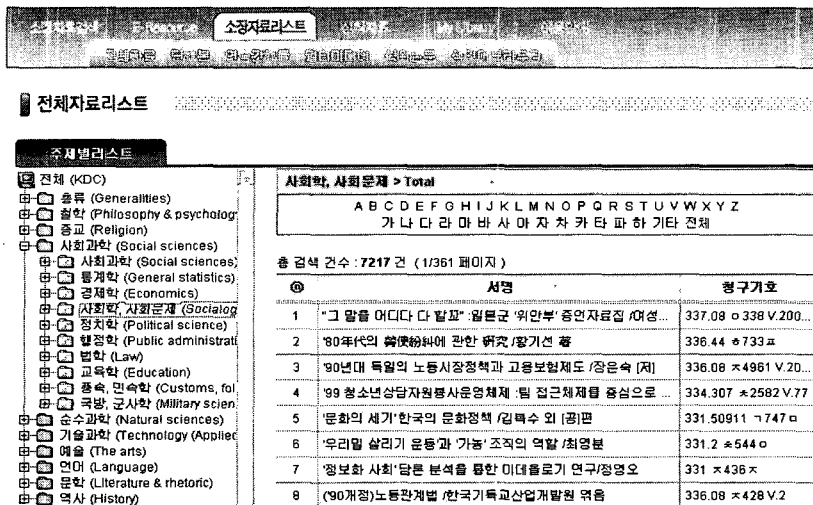 소장자료리스트
전체자료리스트
주제별리스트
전체 (KDC)
총류 (Generalities)
철학 (Philosophy & psycholog
종교 (Religion)
사회과학 (Social sciences)
사회과학 (Social sciences)
통계학 (General statistics)
경제학 (Economics)
사회학, 사회문제 (Sociolog
정치학 (Political science)
행정학 (Public administrati
법학 (Law)
교육학 (Education)
풍속, 민속학 (Customs, fol
국방, 군사학 (Military scien
순수과학 (Natural sciences)
기술과학 (Technology (Applied
예술 (The arts)
언어 (Language)
문학 (Literature & rhetoric)
역사 (History)
사회학, 사회문제 > Total
A B C D E F G H I J K L M N O P Q R S T U V W X Y Z
가 나 다 라 마 바 사 아 자 차 카 타 파 하 기타 전체
총 검색 건수 : 7217 건 (1/361 페이지)
@ 서명 청구기호
1 "그 말을 어디다 다 할꼬" :일본군 '위안부' 증언자료집 /여성... 337.08 ㅇ338 V.200...
2 '80年代의 勞使紛糾에 관한 硏究 /황기선 著 336.44 ㅎ733ㅍ
3 '90년대 독일의 노동시장정책과 고용보험제도 /장은숙 [저] 336.08 ㅈ4961 V.20...
4 '99 청소년상담자원봉사운영체제 :팀 접근체제를 중심으로 ... 334.307 ㅊ2582 V.77
5 '문화의 세기' 한국의 문화정책 /김복수 외 [공]편 331.50911 ㄱ747ㅁ
6 '우리말 살리기 운동'과 '가능' 조직의 역할 /최영분 331.2 ㅊ544ㅇ
7 '정보화 사회' 담론 분석을 통한 이데올로기 연구/정영오 331 ㅈ436ㅈ
8 ('90개정)노동관계법 /한국기독교산업개발원 엮음 336.08 ㅈ428 V.2